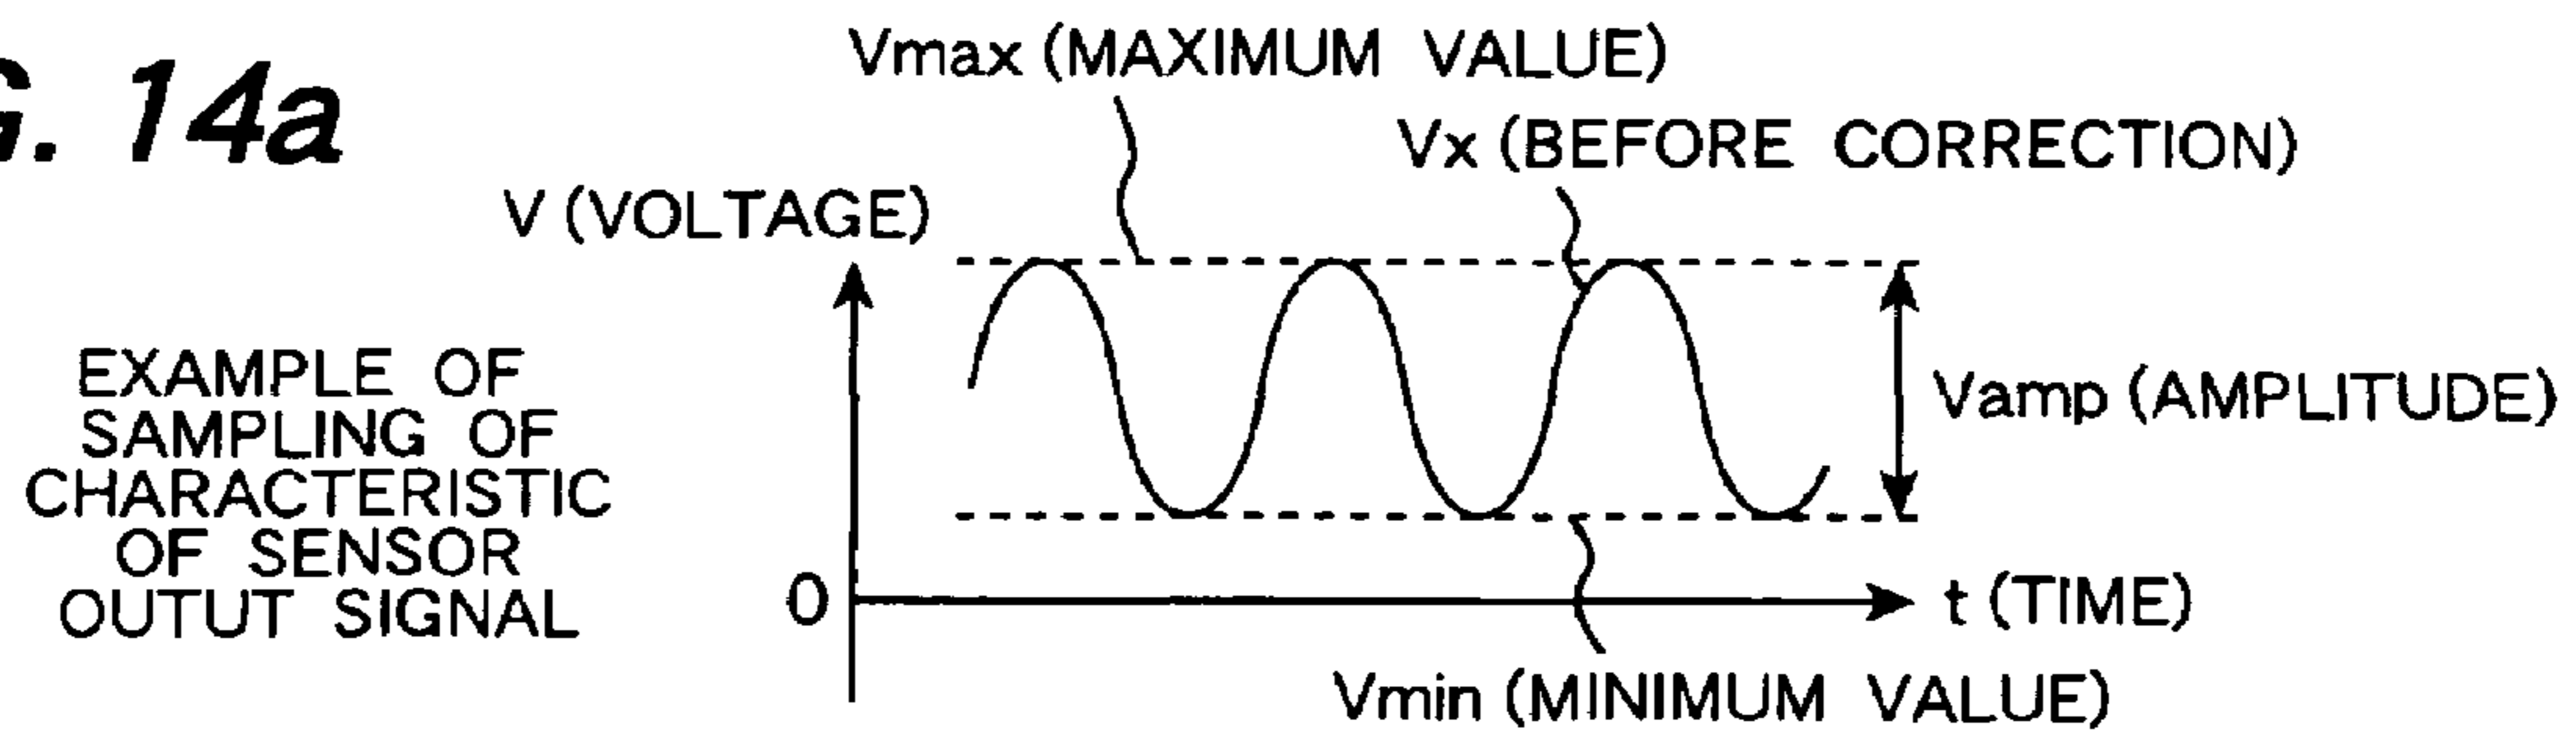 G. 14a
Vmax (MAXIMUM VALUE)
Vx (BEFORE CORRECTION)
V (VOLTAGE)
EXAMPLE OF
SAMPLING OF
CHARACTERISTIC
OF SENSOR
OUTUT SIGNAL
Vamp (AMPLITUDE)
0
t (TIME)
Vmin (MINIMUM VALUE)